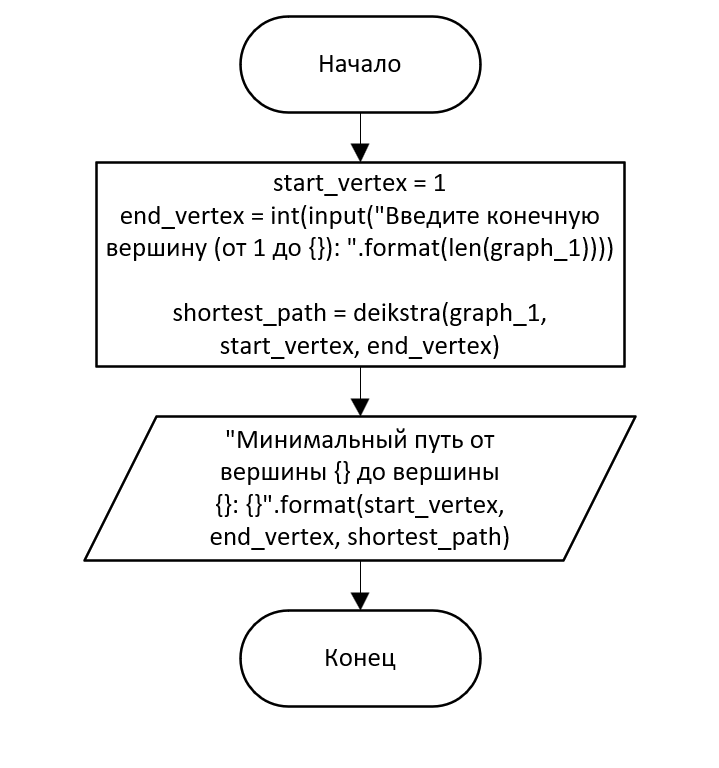 Начало
start_vertex = 1
end_vertex = int(input("Введите конечную
вершину (от 1 до {}): ".format(len(graph_1))))
shortest_path = deikstra(graph_1,
start_vertex, end_vertex)
"Минимальный путь от
вершины {} до вершины
{}: {}".format(start_vertex,
end_vertex, shortest_path)
Конец